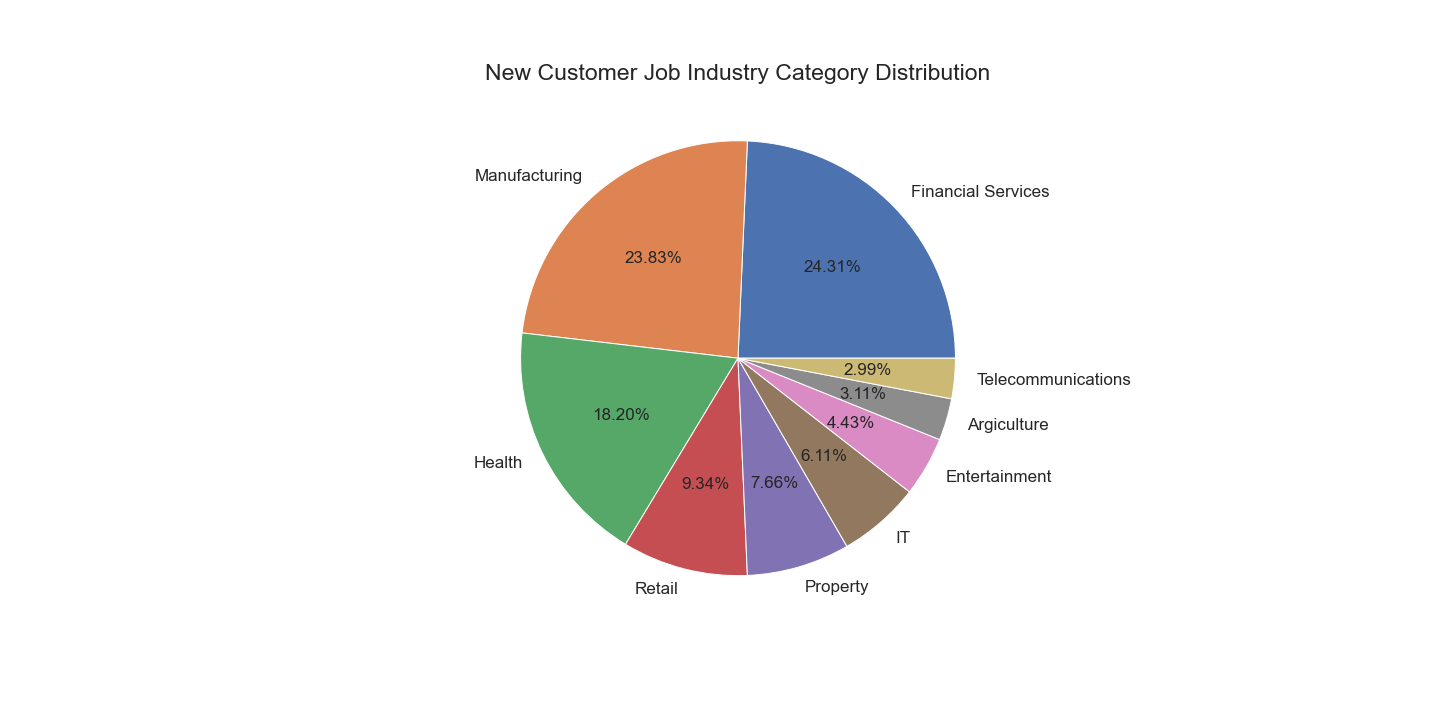 New Customer Job Industry Category Distribution
Manufacturing
Financial Services
23.83%
24.31%
2.99%
Telecommunications
3.11%
Argiculture
18.20%
4.43%
6.11%
Health
Entertainment
9.34%
7.66%
IT
Retail
Property